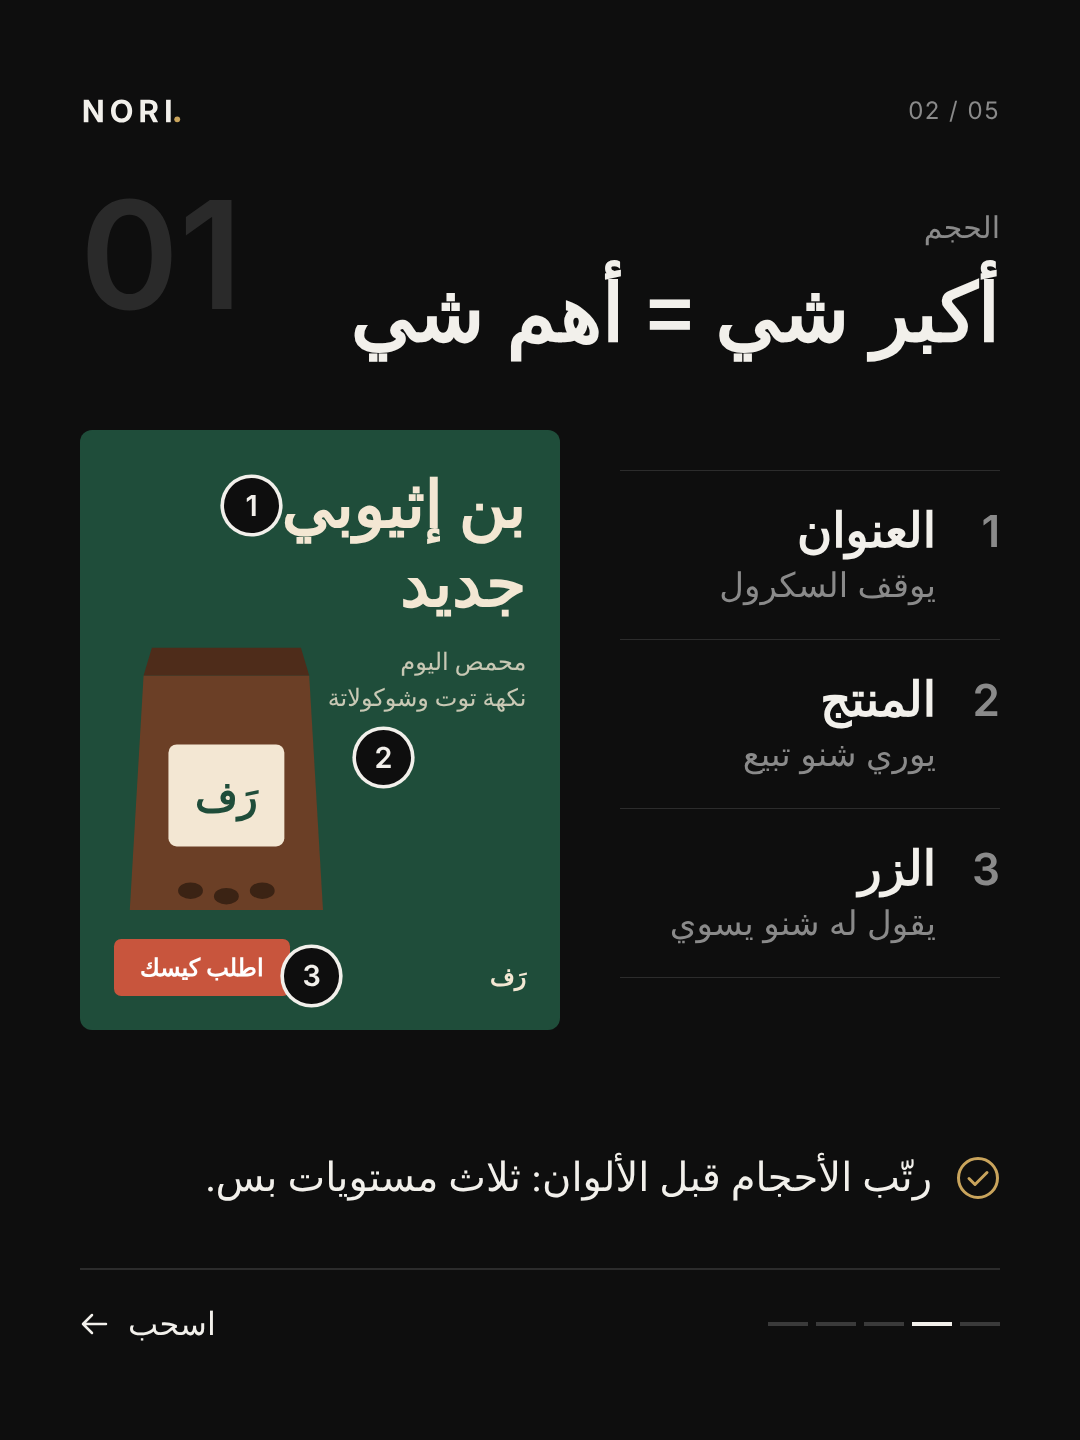 NORI.
02 / 05
01
الحجم
أكبر شي = أهم شي
1 العنوان
يوقف السكرول
2 المنتج
يوري شنو تبيع
3 الزر
يقول له شنو يسوي
بن إثيوبي 1
جديد
محمص اليوم
نكهة توت وشوكولاتة
2
رَف
اطلب كيسك 3
رَف
رتّب الأحجام قبل الألوان: ثلاث مستويات بس.
اسحب ←